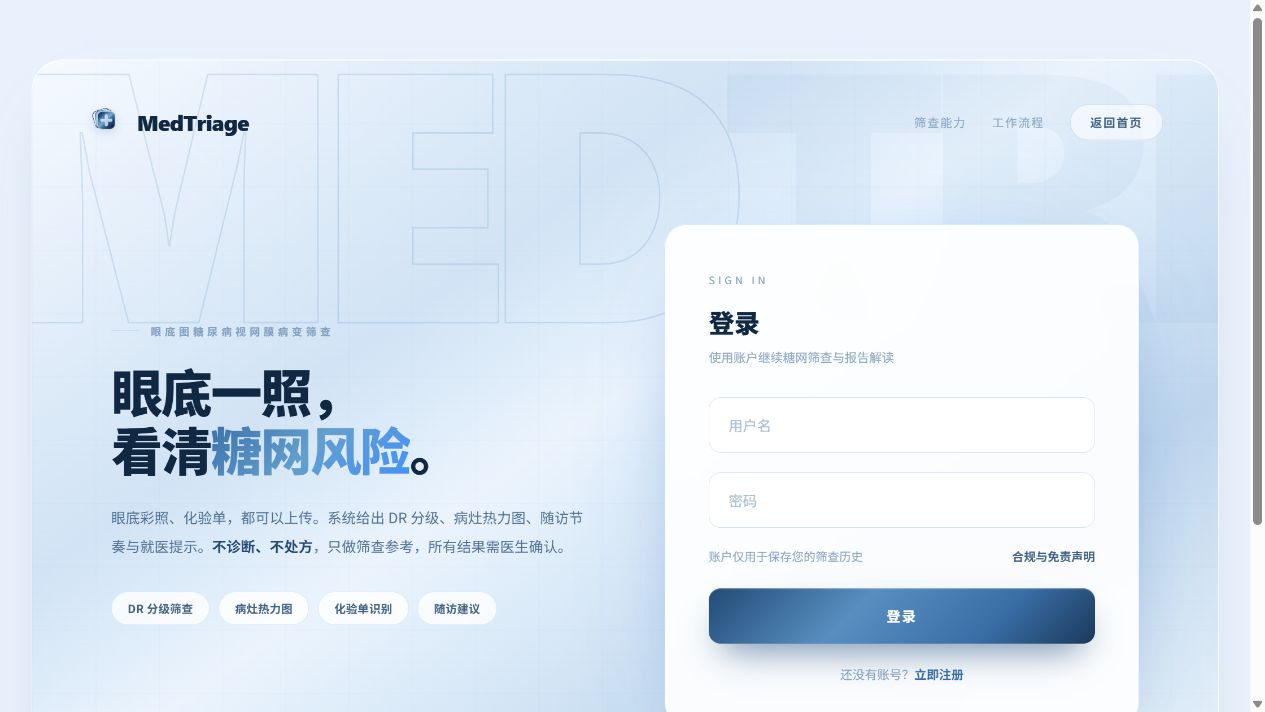 MEDTR
MedTriage
筛查能力
工作流程
返回首页
眼底图糖尿病视网膜病变筛查
眼底一照，
看清糖网风险。
眼底彩照、化验单，都可以上传。系统给出 DR 分级、病灶热力图、随访节
奏与就医提示。不诊断、不处方，只做筛查参考，所有结果需医生确认。
DR 分级筛查
病灶热力图
化验单识别
随访建议
SIGN IN
登录
使用账户继续糖网筛查与报告解读
用户名
密码
账户仅用于保存您的筛查历史
合规与免责声明
登录
还没有账号？立即注册